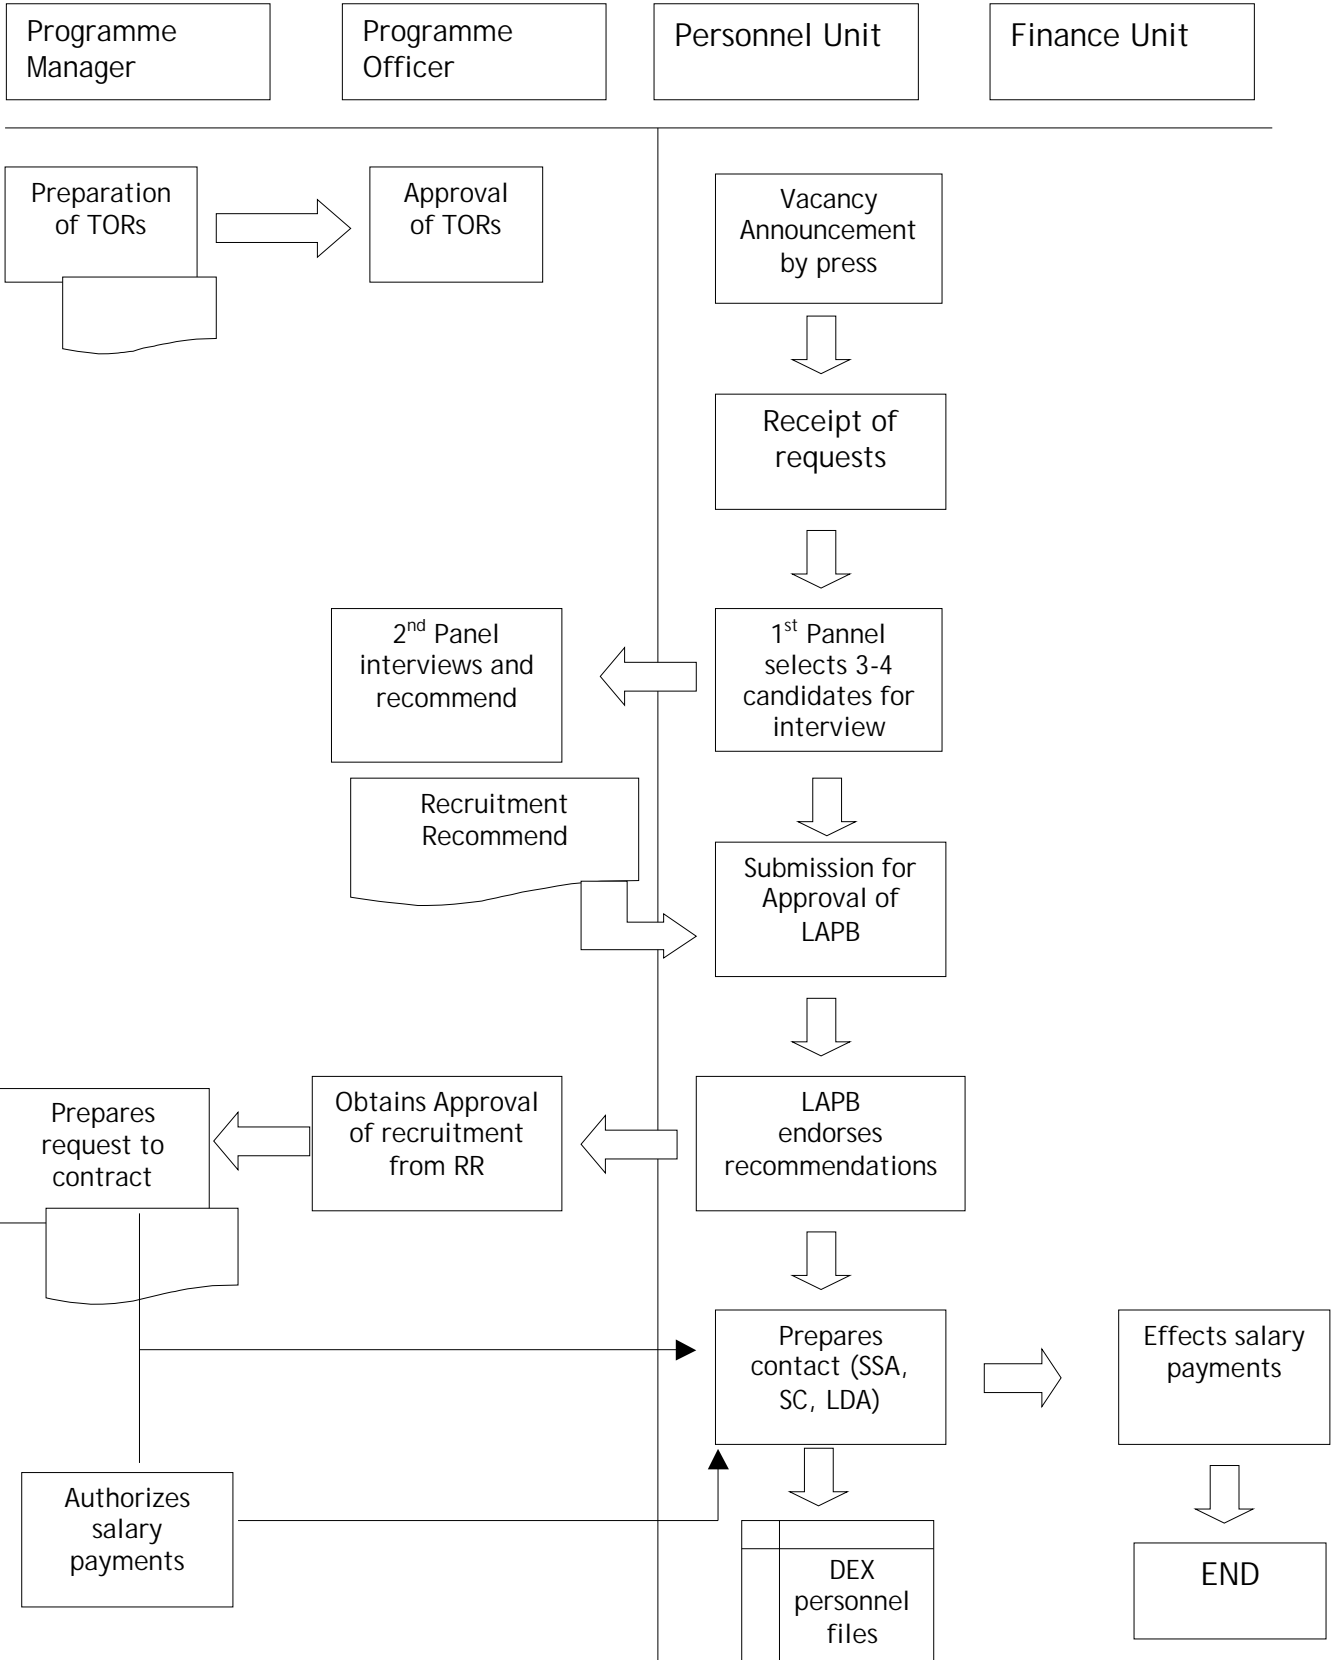 Programme
Manager
Programme
Officer
Personnel Unit
Finance Unit
Preparation
of TORs
Approval
of TORs
Vacancy
Announcement
by press
Receipt of
requests
2nd Panel
interviews and
recommend
1st Pannel
selects 3-4
candidates for
interview
Recruitment
Recommend
Submission for
Approval of
LAPB
Prepares
request to
contract
Obtains Approval
of recruitment
from RR
LAPB
endorses
recommendations
Prepares
contact (SSA,
SC, LDA)
Effects salary
payments
Authorizes
salary
payments
DEX
personnel
files
END